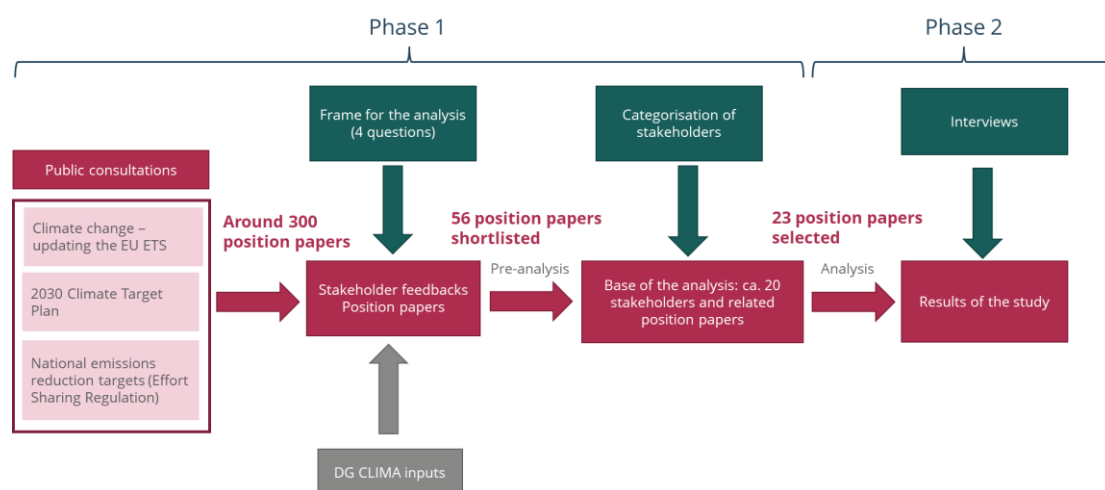 Phase 1
Phase 2
Frame for the analysis
(4 questions)
Categorisation of
stakeholders
Interviews
Public consultations
Climate change –
updating the EU ETS
2030 Climate Target
Plan
National emissions
reduction targets (Effort
Sharing Regulation)
Around 300
position papers
Stakeholder feedbacks
Position papers
56 position papers
shortlisted
Pre-analysis
Base of the analysis: ca. 20
stakeholders and related
position papers
23 position papers
selected
Analysis
Results of the study
DG CLIMA inputs